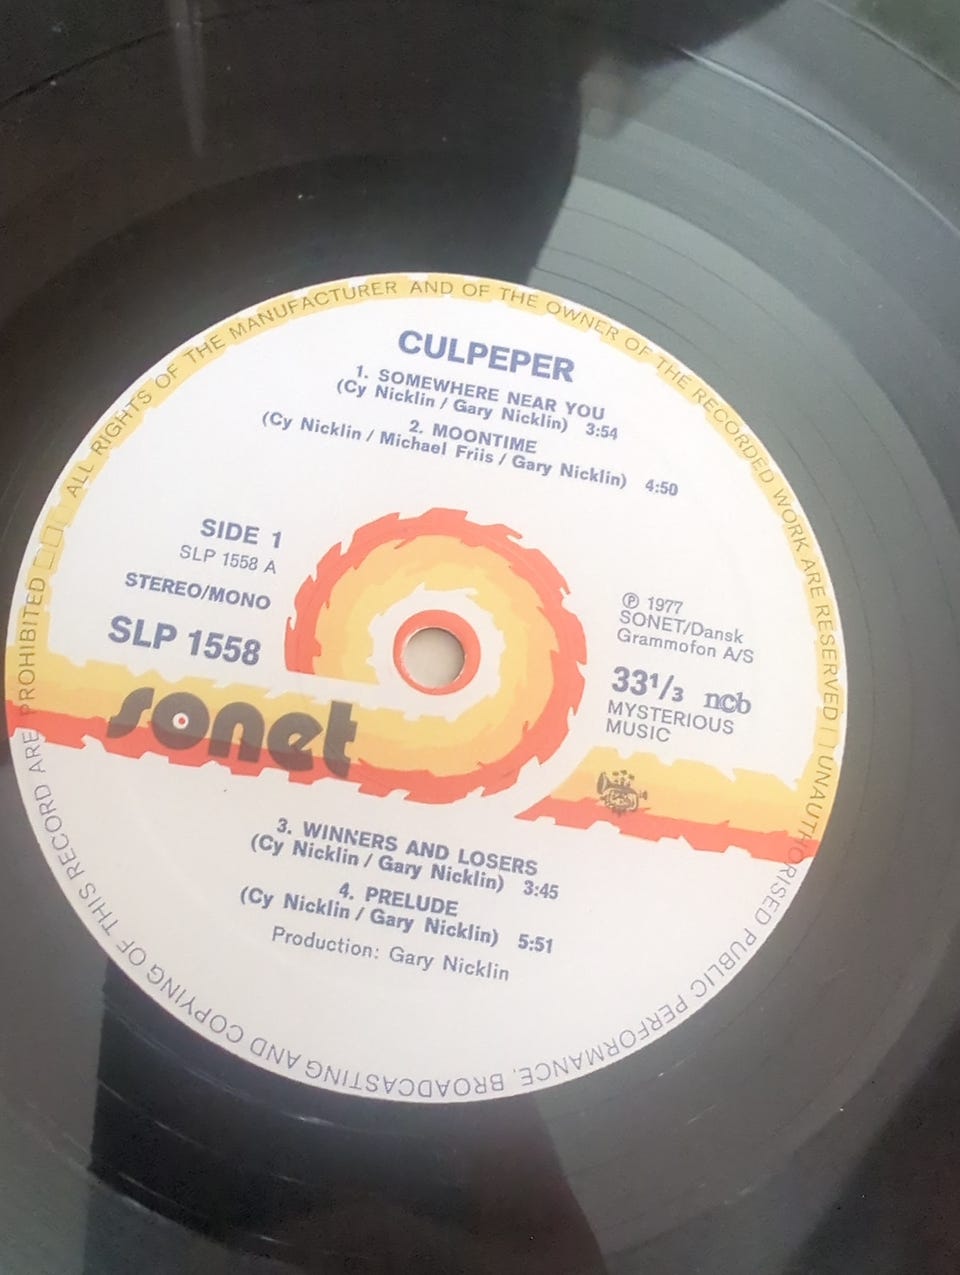 ALL RIGHTS OF THE MANUFACTURER AND OF THE OWNER OF THE RECORDED WORK ARE RESERVED □ UNAUTHORISED PUBLIC PERFORMANCE, BROADCASTING AND COPYING OF THIS RECORD ARE PROHIBITED □□
CULPEPER
1. SOMEWHERE NEAR YOU
(Cy Nicklin / Gary Nicklin) 3:54
2. MOONTIME
(Cy Nicklin / Michael Friis / Gary Nicklin) 4:50
SIDE 1
SLP 1558 A
STEREO/MONO
SLP 1558
sonet
℗ 1977
SONET/Dansk
Grammofon A/S
33 1/3 ncb
MYSTERIOUS
MUSIC
3. WINNERS AND LOSERS
(Cy Nicklin / Gary Nicklin) 3:45
4. PRELUDE
(Cy Nicklin / Gary Nicklin) 5:51
Production: Gary Nicklin